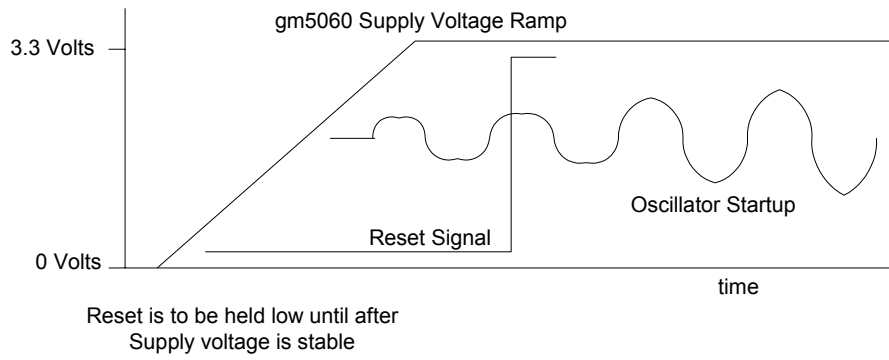 gm5060 Supply Voltage Ramp
3.3 Volts
Oscillator Startup
Reset Signal
0 Volts
time
Reset is to be held low until after
Supply voltage is stable